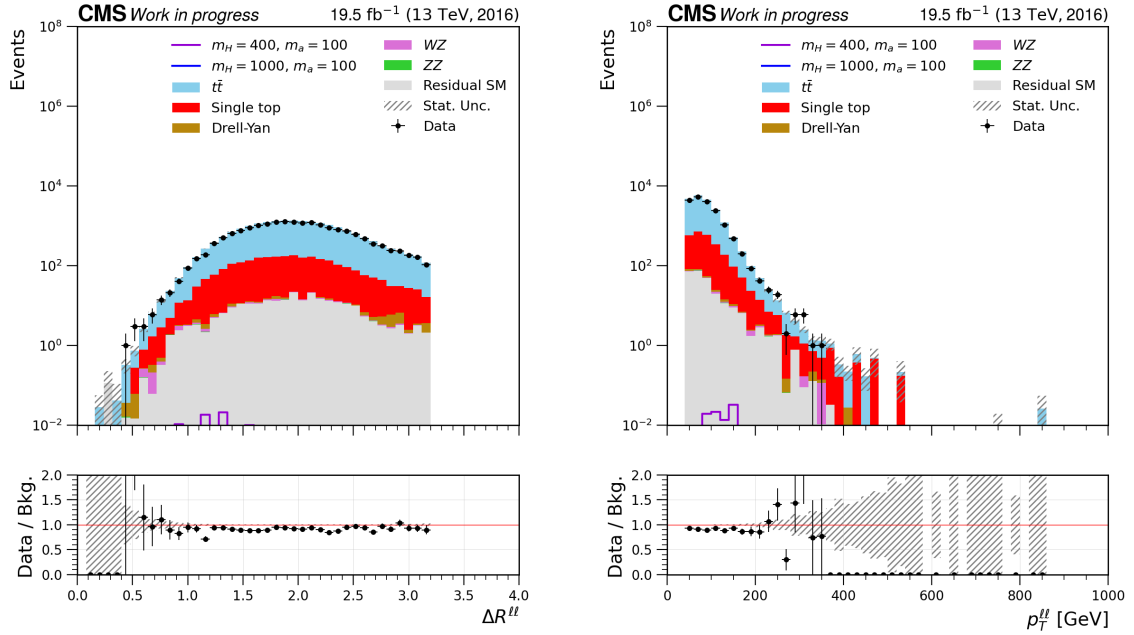 CMS Work in progress 19.5 fb⁻¹ (13 TeV, 2016)
Events
10⁸
10⁶
10⁴
10²
10⁰
10⁻²
m_H = 400, m_a = 100
m_H = 1000, m_a = 100
tt̄
Single top
Drell-Yan
WZ
ZZ
Residual SM
Stat. Unc.
Data
Data / Bkg.
2.0
1.5
1.0
0.5
0.0
0.0 0.5 1.0 1.5 2.0 2.5 3.0 3.5 4.0
ΔR^ℓℓ
CMS Work in progress 19.5 fb⁻¹ (13 TeV, 2016)
Events
10⁸
10⁶
10⁴
10²
10⁰
10⁻²
m_H = 400, m_a = 100
m_H = 1000, m_a = 100
tt̄
Single top
Drell-Yan
WZ
ZZ
Residual SM
Stat. Unc.
Data
Data / Bkg.
2.0
1.5
1.0
0.5
0.0
0 200 400 600 800 1000
p_T^ℓℓ [GeV]